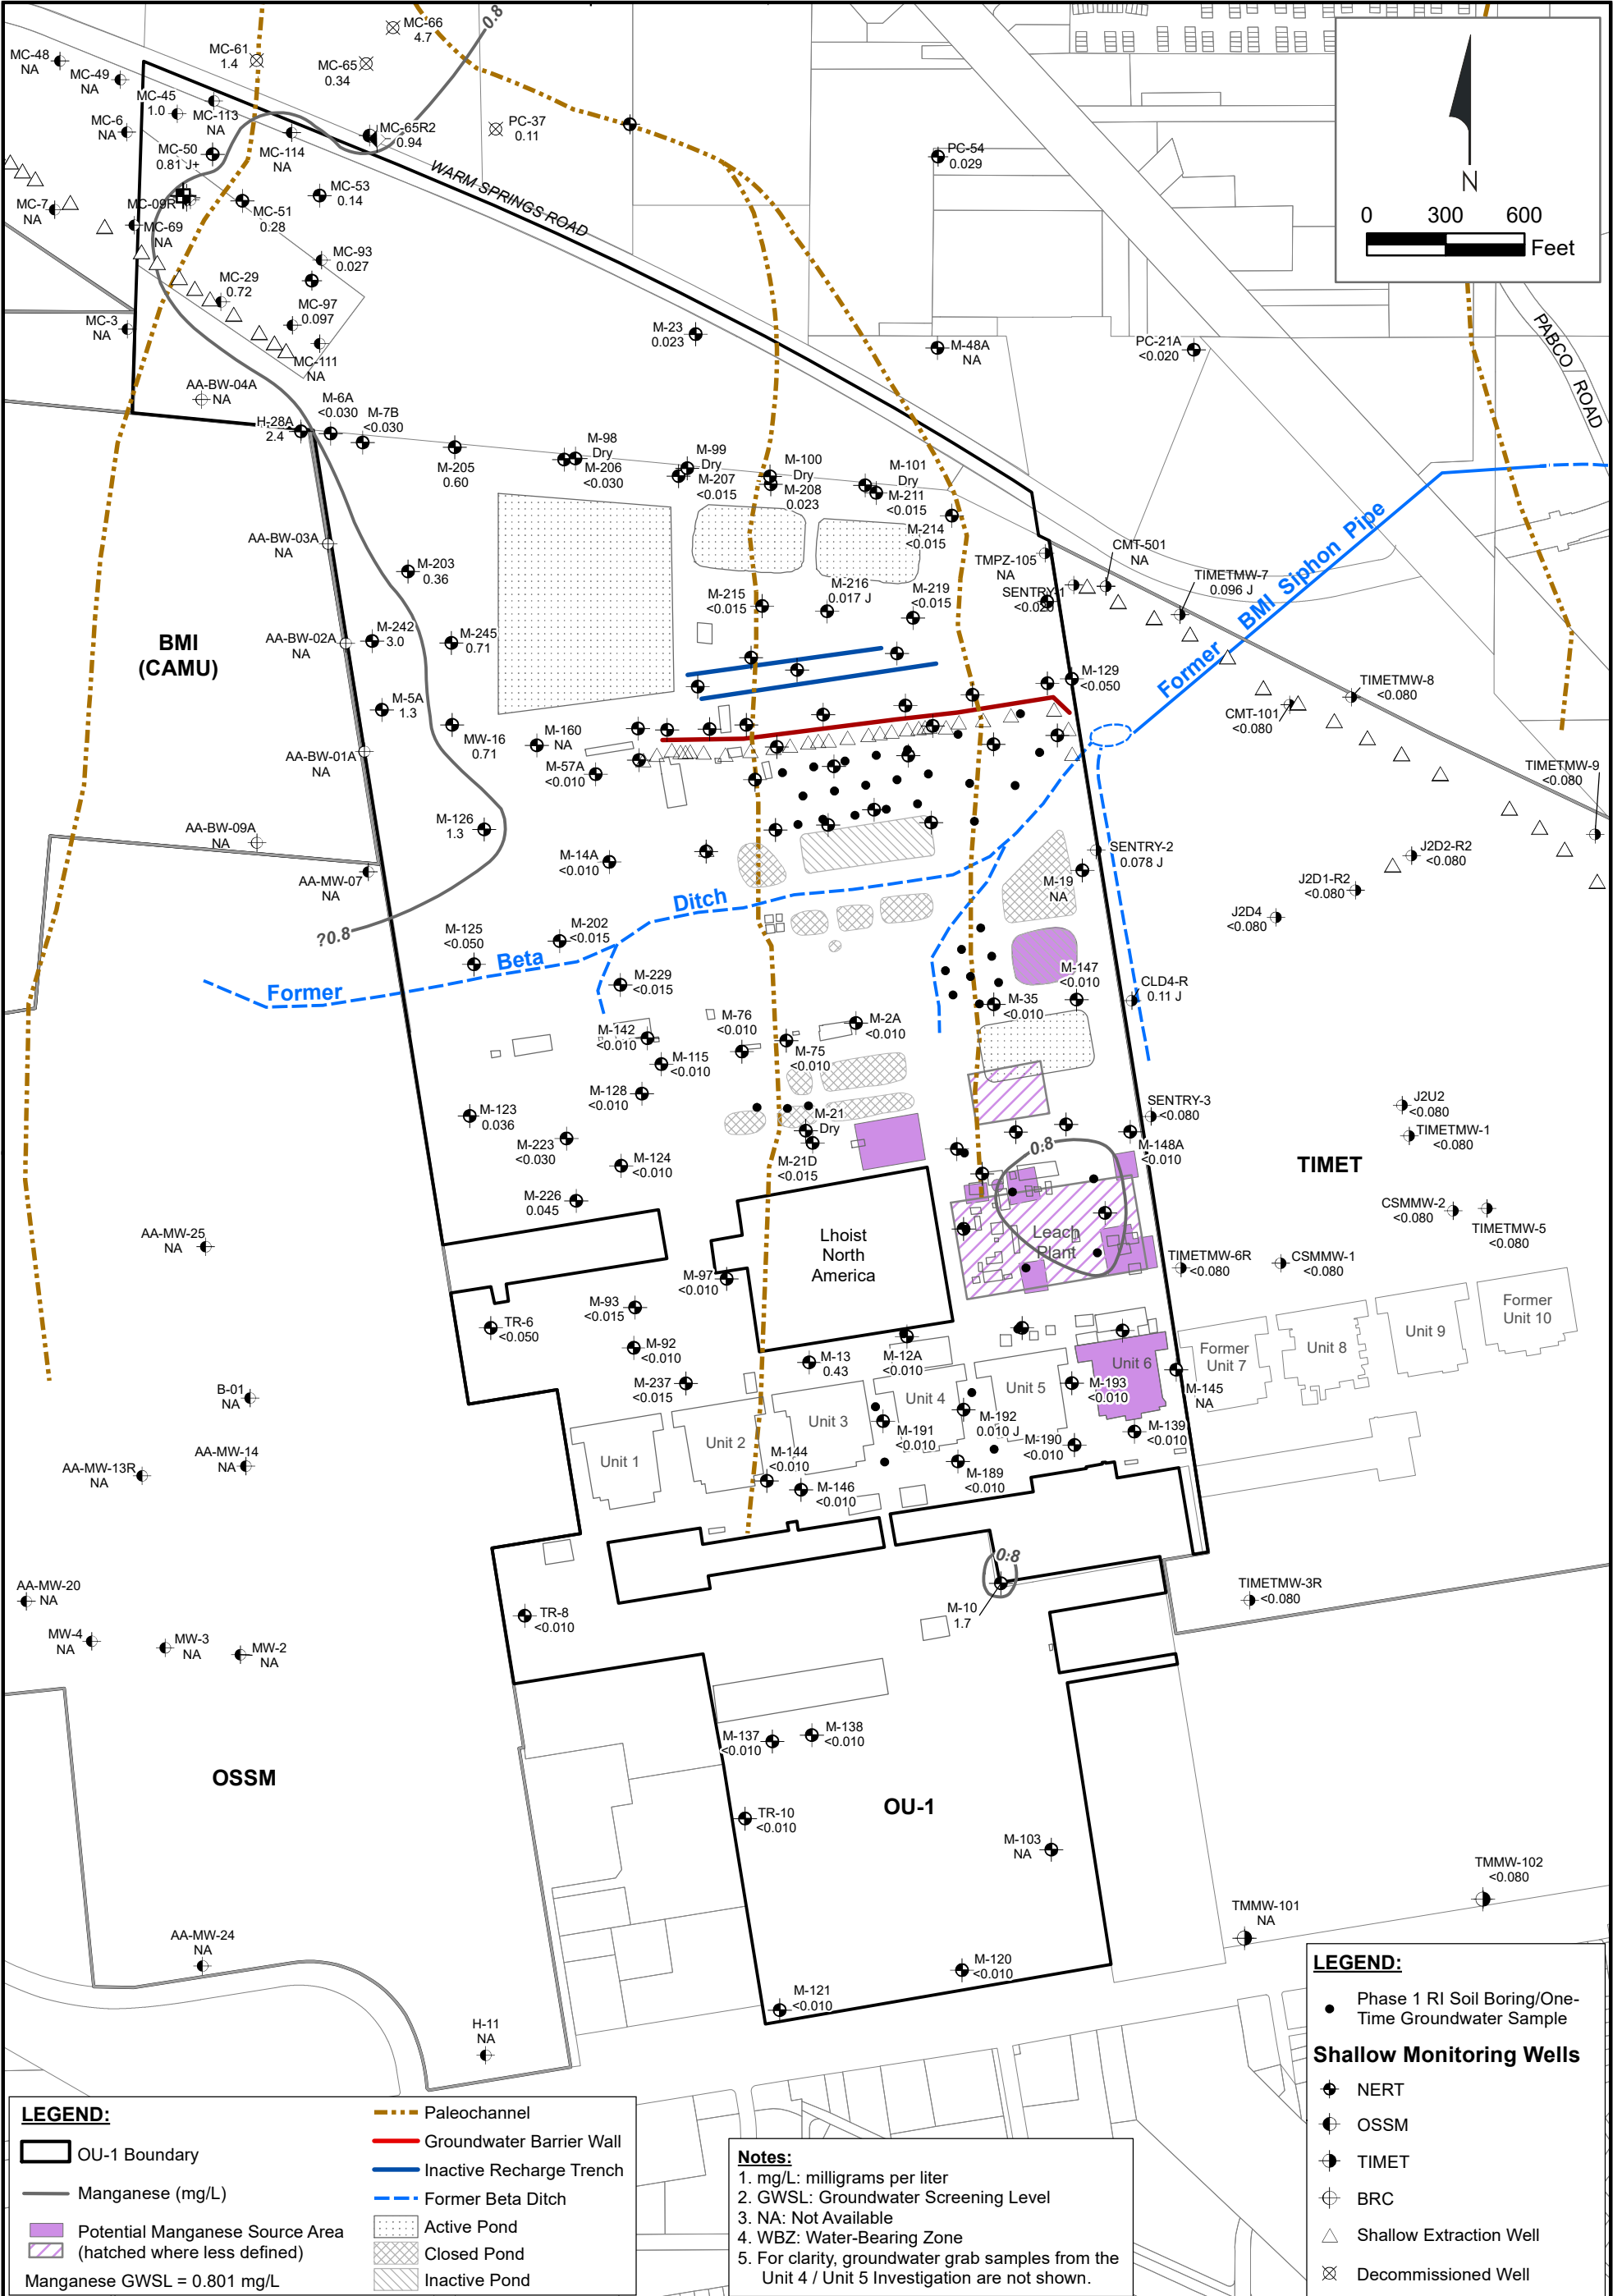 MC-66
4.7
0.8
MC-48
NA
MC-61
1.4
MC-65
0.34
MC-49
NA
MC-45
1.0
MC-113
NA
MC-6
NA
MC-114
NA
MC-65R2
0.94
PC-37
0.11
MC-50
0.81 J+
PC-54
0.029
WARM SPRINGS ROAD
MC-7
NA
MC-09R
MC-69
NA
MC-51
0.28
MC-53
0.14
MC-93
0.027
MC-29
0.72
MC-97
0.097
MC-3
NA
MC-111
NA
M-23
0.023
M-48A
NA
PC-21A
<0.020
N
0 300 600
Feet
PABCO ROAD
AA-BW-04A
NA
H-28A
2.4
M-6A
<0.030
M-7B
<0.030
M-205
0.60
M-98
Dry
M-206
<0.030
M-99
Dry
M-207
<0.015
M-100
Dry
M-208
0.023
M-101
Dry
M-211
<0.015
M-214
<0.015
AA-BW-03A
NA
M-203
0.36
TMPZ-105
NA
CMT-501
NA
SENTRY-1
<0.020
TIMETMW-7
0.096 J
Former BMI Siphon Pipe
M-215
<0.015
M-216
0.017 J
M-219
<0.015
BMI
(CAMU)
AA-BW-02A
NA
M-242
3.0
M-245
0.71
M-129
<0.050
TIMETMW-8
<0.080
CMT-101
<0.080
M-5A
1.3
MW-16
0.71
M-160
NA
AA-BW-01A
NA
M-57A
<0.010
TIMETMW-9
<0.080
AA-BW-09A
NA
M-126
1.3
M-14A
<0.010
AA-MW-07
NA
SENTRY-2
0.078 J
M-19
NA
J2D2-R2
<0.080
J2D1-R2
<0.080
J2D4
<0.080
?0.8
M-125
<0.050
M-202
<0.015
Former Beta Ditch
M-229
<0.015
M-147
<0.010
M-35
<0.010
CLD4-R
0.11 J
M-142
<0.010
M-76
<0.010
M-2A
<0.010
M-75
<0.010
M-115
<0.010
M-128
<0.010
M-123
0.036
M-223
<0.030
M-21
Dry
M-21D
<0.015
M-124
<0.010
M-226
0.045
SENTRY-3
<0.080
M-148A
<0.010
J2U2
<0.080
TIMETMW-1
<0.080
TIMET
0.8
CSMMW-2
<0.080
TIMETMW-5
<0.080
AA-MW-25
NA
Lhoist
North
America
Leach
Plant
TIMETMW-6R
<0.080
CSMMW-1
<0.080
M-97
<0.010
M-93
<0.015
TR-6
<0.050
M-92
<0.010
M-13
0.43
M-12A
<0.010
M-237
<0.015
Unit 1
Unit 2
Unit 3
Unit 4
Unit 5
Unit 6
Former
Unit 7
Unit 8
Unit 9
Former
Unit 10
M-193
<0.010
M-145
NA
M-191
<0.010
M-192
0.010 J
M-190
<0.010
M-139
<0.010
M-189
<0.010
M-144
<0.010
M-146
<0.010
B-01
NA
AA-MW-14
NA
AA-MW-13R
NA
AA-MW-20
NA
MW-4
NA
MW-3
NA
MW-2
NA
TR-8
<0.010
0.8
M-10
1.7
TIMETMW-3R
<0.080
OSSM
M-137
<0.010
M-138
<0.010
TR-10
<0.010
OU-1
M-103
NA
TMMW-102
<0.080
TMMW-101
NA
AA-MW-24
NA
M-120
<0.010
M-121
<0.010
H-11
NA
LEGEND:
OU-1 Boundary
Manganese (mg/L)
Potential Manganese Source Area
(hatched where less defined)
Manganese GWSL = 0.801 mg/L
Paleochannel
Groundwater Barrier Wall
Inactive Recharge Trench
Former Beta Ditch
Active Pond
Closed Pond
Inactive Pond
Notes:
1. mg/L: milligrams per liter
2. GWSL: Groundwater Screening Level
3. NA: Not Available
4. WBZ: Water-Bearing Zone
5. For clarity, groundwater grab samples from the
Unit 4 / Unit 5 Investigation are not shown.
LEGEND:
Phase 1 RI Soil Boring/One-
Time Groundwater Sample
Shallow Monitoring Wells
NERT
OSSM
TIMET
BRC
Shallow Extraction Well
Decommissioned Well